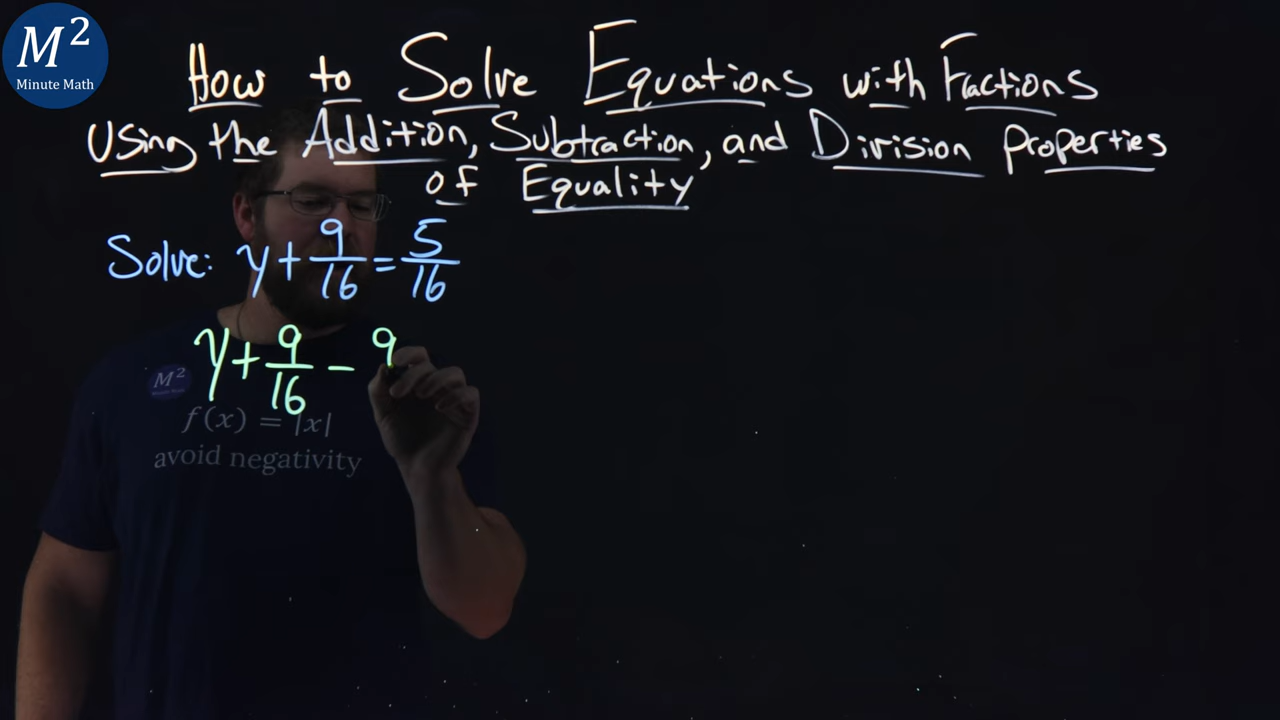 M²
Minute Math
How to Solve Equations with Fractions
Using the Addition, Subtraction, and Division Properties
of Equality
Solve: y + 9/16 = 5/16
y + 9/16 - 9
M²
f(x) = |x|
avoid negativity